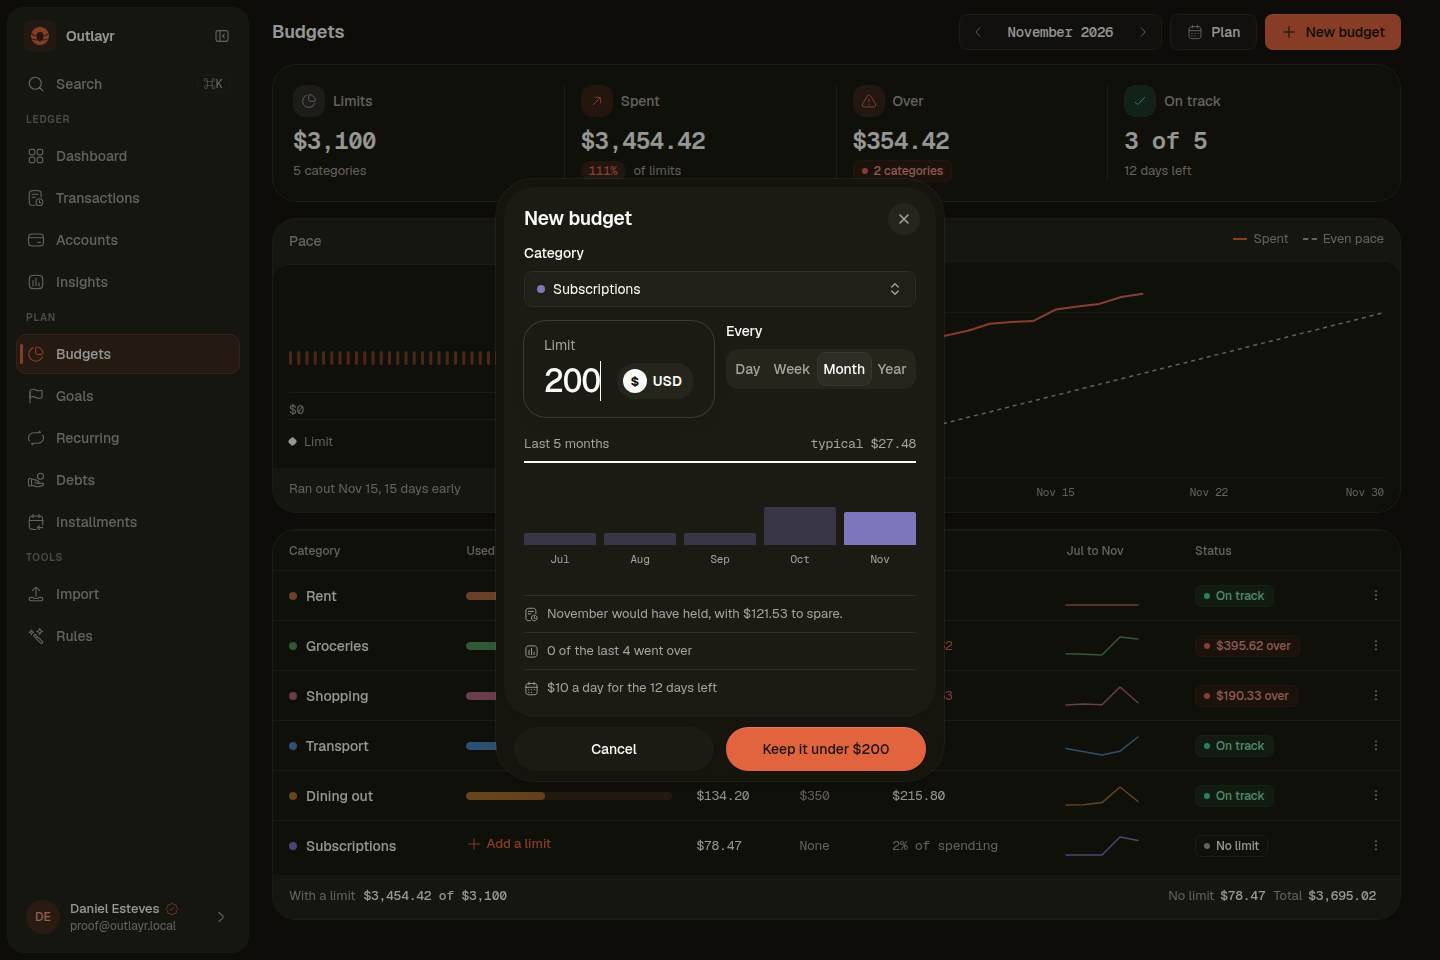 Outlayr
Search ⌘K
LEDGER
Dashboard
Transactions
Accounts
Insights
PLAN
Budgets
Goals
Recurring
Debts
Installments
TOOLS
Import
Rules
DE
Daniel Esteves
proof@outlayr.local
Budgets
November 2026
Plan
New budget
Limits
$3,100
5 categories
Spent
$3,454.42
111% of limits
Over
$354.42
2 categories
On track
3 of 5
12 days left
Pace
Spent Even pace
$0
Limit
Ran out Nov 15, 15 days early
Nov 15 Nov 22 Nov 30
New budget
Category
Subscriptions
Limit
200 $ USD
Every
Day Week Month Year
Last 5 months typical $27.48
Jul Aug Sep Oct Nov
November would have held, with $121.53 to spare.
0 of the last 4 went over
$10 a day for the 12 days left
Cancel Keep it under $200
Category Used Jul to Nov Status
Rent On track
Groceries $395.62 over
Shopping $190.33 over
Transport On track
Dining out $134.20 $350 $215.80 On track
Subscriptions Add a limit $78.47 None 2% of spending No limit
With a limit $3,454.42 of $3,100 No limit $78.47 Total $3,695.02